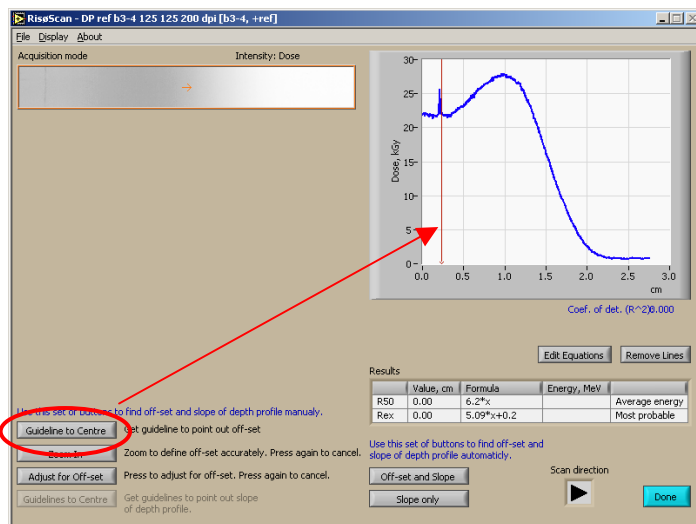 RisøScan - DP ref b3-4 125 125 200 dpi [b3-4, +ref]
File Display About
Acquisition mode Intensity: Dose
30
25
20
15
10
5
0
Dose, kGy
0.0 0.5 1.0 1.5 2.0 2.5 3.0
cm
Coef. of det. (R^2)0.000
Edit Equations Remove Lines
Results
Value, cm Formula Energy, MeV
R50 0.00 6.2*x Average energy
Rex 0.00 5.09*x+0.2 Most probable
Use this set of buttons to find off-set and slope of depth profile manualy.
Guideline to Centre Get guideline to point out off-set
Zoom In Zoom to define off-set accurately. Press again to cancel.
Adjust for Off-set Press to adjust for off-set. Press again to cancel.
Guidelines to Centre Get guidelines to point out slope
of depth profile.
Use this set of buttons to find off-set and
slope of depth profile automaticly.
Off-set and Slope
Slope only
Scan direction
Done